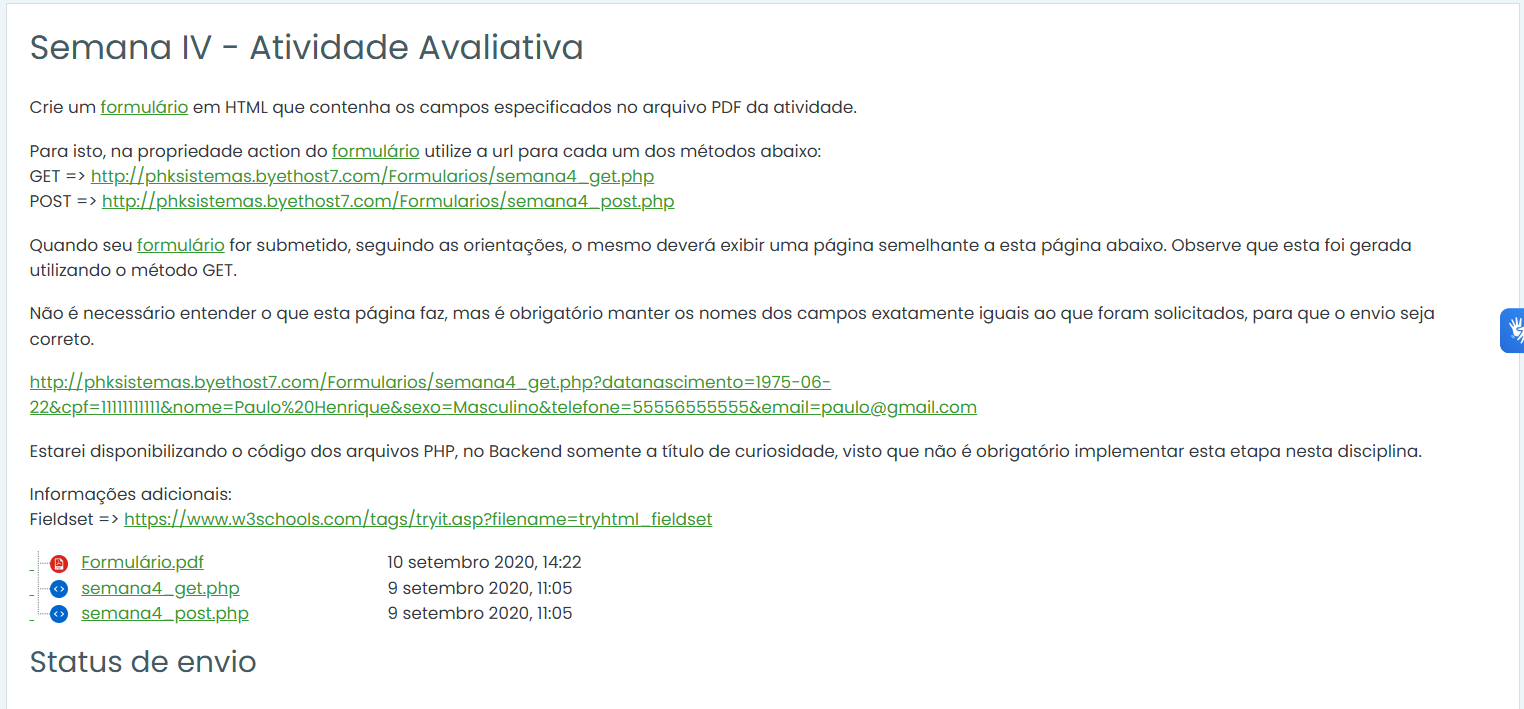 Semana IV - Atividade Avaliativa
Crie um formulário em HTML que contenha os campos especificados no arquivo PDF da atividade.
Para isto, na propriedade action do formulário utilize a url para cada um dos métodos abaixo:
GET => http://phksistemas.byethost7.com/Formularios/semana4_get.php
POST => http://phksistemas.byethost7.com/Formularios/semana4_post.php
Quando seu formulário for submetido, seguindo as orientações, o mesmo deverá exibir uma página semelhante a esta página abaixo. Observe que esta foi gerada
utilizando o método GET.
Não é necessário entender o que esta página faz, mas é obrigatório manter os nomes dos campos exatamente iguais ao que foram solicitados, para que o envio seja
correto.
http://phksistemas.byethost7.com/Formularios/semana4_get.php?datanascimento=1975-06-
22&cpf=11111111111&nome=Paulo%20Henrique&sexo=Masculino&telefone=55556555555&email=paulo@gmail.com
Estarei disponibilizando o código dos arquivos PHP, no Backend somente a título de curiosidade, visto que não é obrigatório implementar esta etapa nesta disciplina.
Informações adicionais:
Fieldset => https://www.w3schools.com/tags/tryit.asp?filename=tryhtml_fieldset
Formulário.pdf 10 setembro 2020, 14:22
semana4_get.php 9 setembro 2020, 11:05
semana4_post.php 9 setembro 2020, 11:05
Status de envio